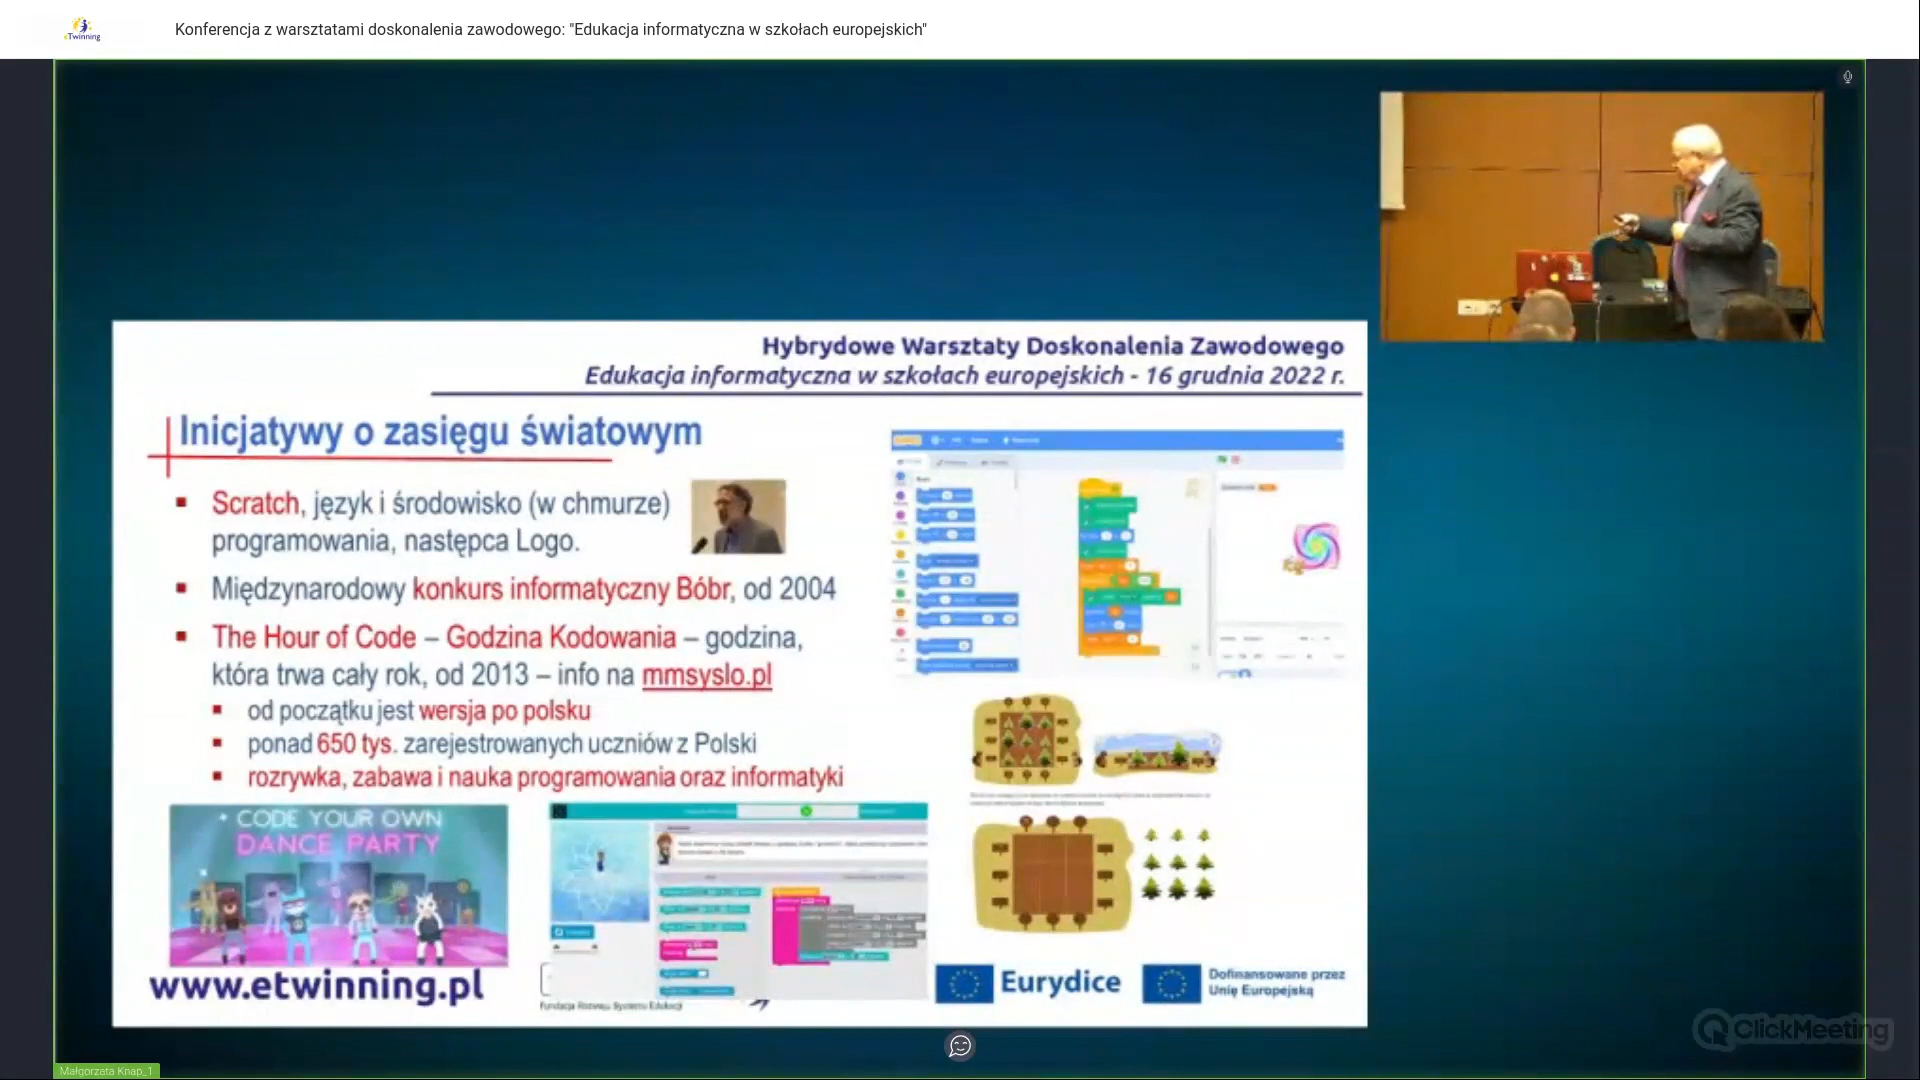 eTwinning
Konferencja z warsztatami doskonalenia zawodowego: "Edukacja informatyczna w szkołach europejskich"
Hybrydowe Warsztaty Doskonalenia Zawodowego
Edukacja informatyczna w szkołach europejskich - 16 grudnia 2022 r.
Inicjatywy o zasięgu światowym
Scratch, język i środowisko (w chmurze)
programowania, następca Logo.
Międzynarodowy konkurs informatyczny Bóbr, od 2004
The Hour of Code – Godzina Kodowania – godzina,
która trwa cały rok, od 2013 – info na mmsyslo.pl
od początku jest wersja po polsku
ponad 650 tys. zarejestrowanych uczniów z Polski
rozrywka, zabawa i nauka programowania oraz informatyki
CODE YOUR OWN
DANCE PARTY
www.etwinning.pl
Fundacja Rozwoju Systemu Edukacji
Eurydice
Dofinansowane przez
Unię Europejską
ClickMeeting
Małgorzata Knap_1